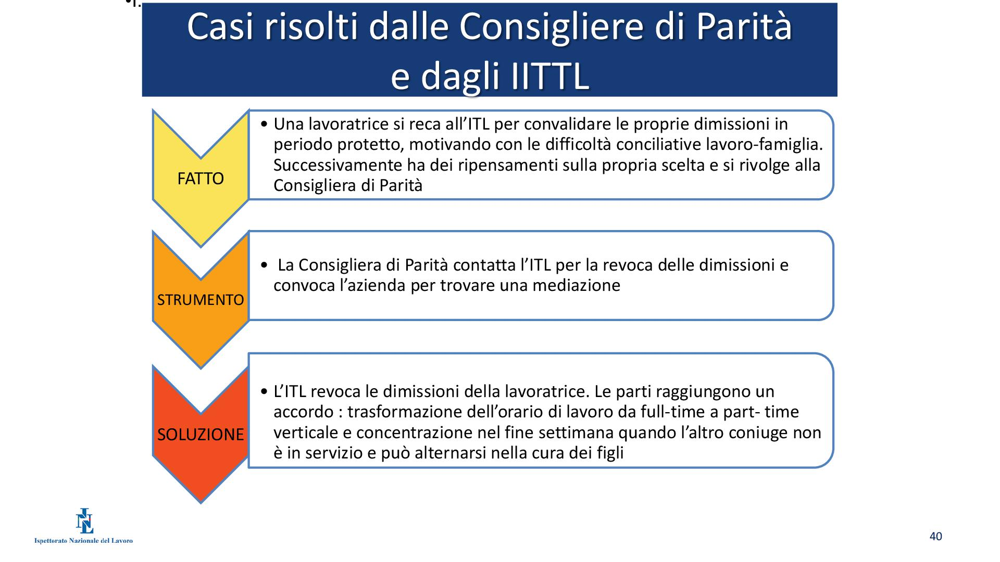 Casi risolti dalle Consigliere di Parità
e dagli IITTL
FATTO
• Una lavoratrice si reca all’ITL per convalidare le proprie dimissioni in
periodo protetto, motivando con le difficoltà conciliative lavoro-famiglia.
Successivamente ha dei ripensamenti sulla propria scelta e si rivolge alla
Consigliera di Parità
STRUMENTO
• La Consigliera di Parità contatta l’ITL per la revoca delle dimissioni e
convoca l’azienda per trovare una mediazione
SOLUZIONE
• L’ITL revoca le dimissioni della lavoratrice. Le parti raggiungono un
accordo : trasformazione dell’orario di lavoro da full-time a part- time
verticale e concentrazione nel fine settimana quando l’altro coniuge non
è in servizio e può alternarsi nella cura dei figli
INL
Ispettorato Nazionale del Lavoro
40